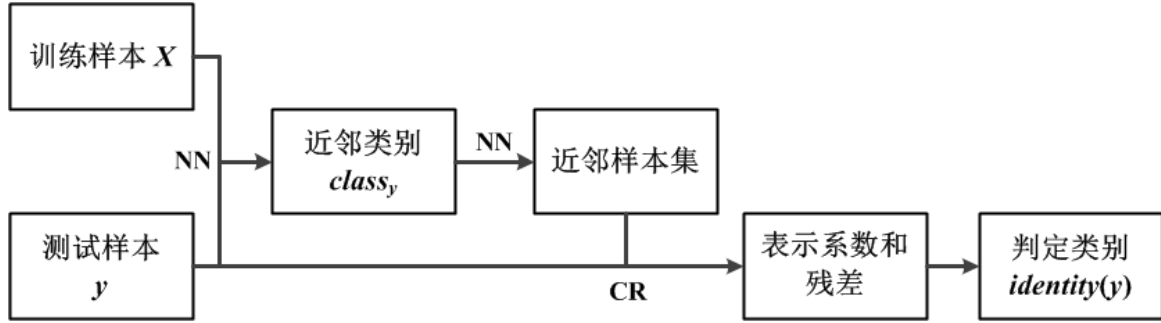 训练样本 X
NN
近邻类别
class_y
NN
近邻样本集
测试样本
y
CR
表示系数和
残差
判定类别
identity(y)